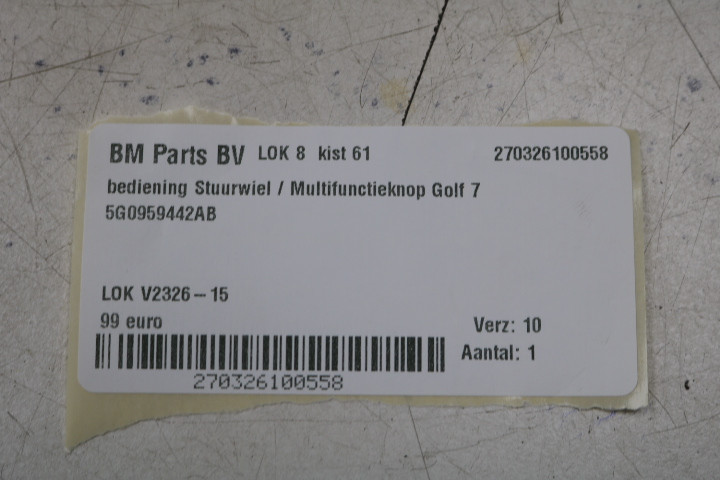 BM Parts BV LOK 8 kist 61 270326100558
bediening Stuurwiel / Multifunctieknop Golf 7
5G0959442AB
LOK V2326-15
99 euro Verz: 10
Aantal: 1
270326100558